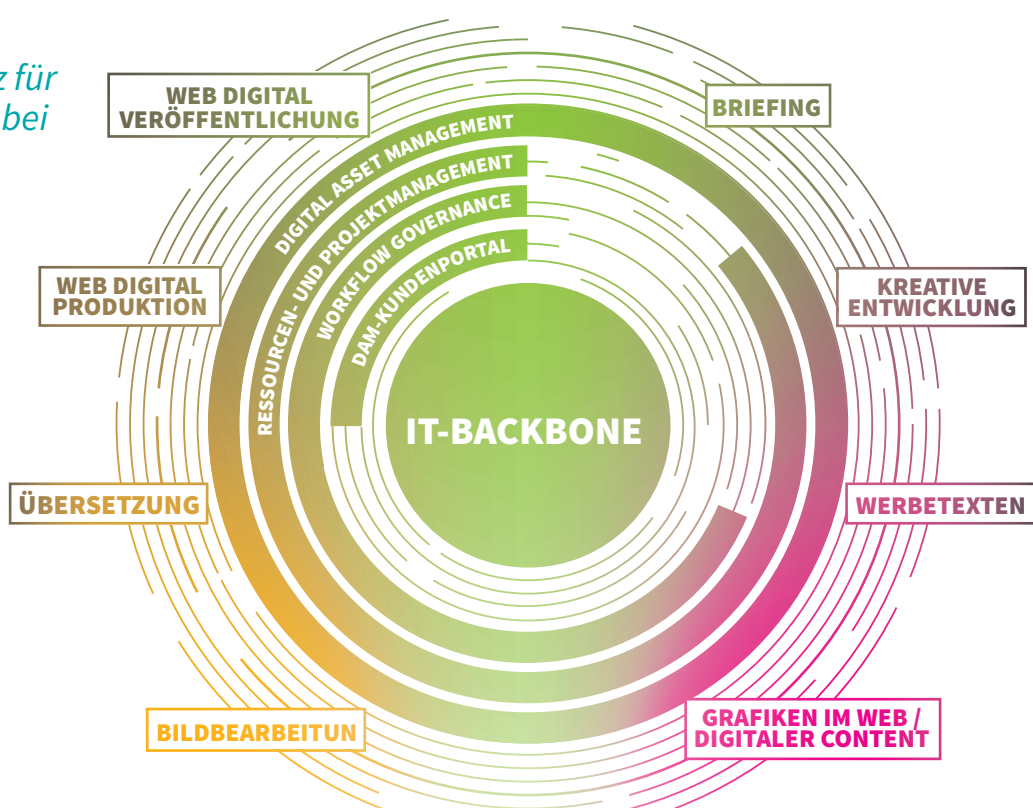 z für
bei
WEB DIGITAL
VERÖFFENTLICHUNG
BRIEFING
DIGITAL ASSET MANAGEMENT
RESSOURCEN- UND PROJEKTMANAGEMENT
WORKFLOW GOVERNANCE
DAM-KUNDENPORTAL
WEB DIGITAL
PRODUKTION
KREATIVE
ENTWICKLUNG
IT-BACKBONE
ÜBERSETZUNG
WERBETEXTEN
BILDBEARBEITUN
GRAFIKEN IM WEB /
DIGITALER CONTENT